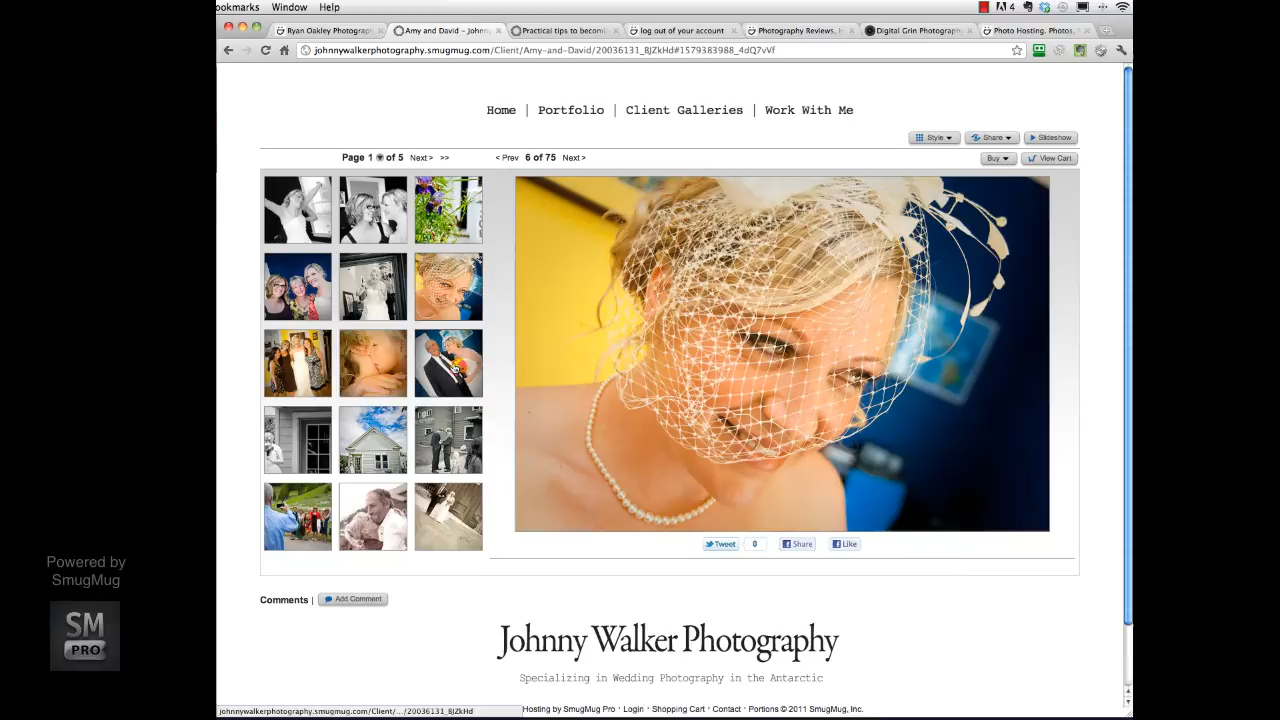 ookmarks Window Help 4
Ryan Oakley Photograp
Amy and David – Johnny
Practical tips to becomi
log out of your account
Photography Reviews, H
Digital Grin Photograph
Photo Hosting. Photos,
johnnywalkerphotography.smugmug.com/Client/Amy-and-David/20036131_BJZkHd#1579383988_4dQ7vVf
Home | Portfolio | Client Galleries | Work With Me
Style Share Slideshow
Page 1 of 5 Next > >> < Prev 6 of 75 Next >
Buy View Cart
Tweet 0 Share Like
Powered by
SmugMug
SM
PRO
Comments | Add Comment
Johnny Walker Photography
Specializing in Wedding Photography in the Antarctic
johnnywalkerphotography.smugmug.com/Client/.../20036131_BJZkHd
Hosting by SmugMug Pro · Login · Shopping Cart · Contact · Portions © 2011 SmugMug, Inc.